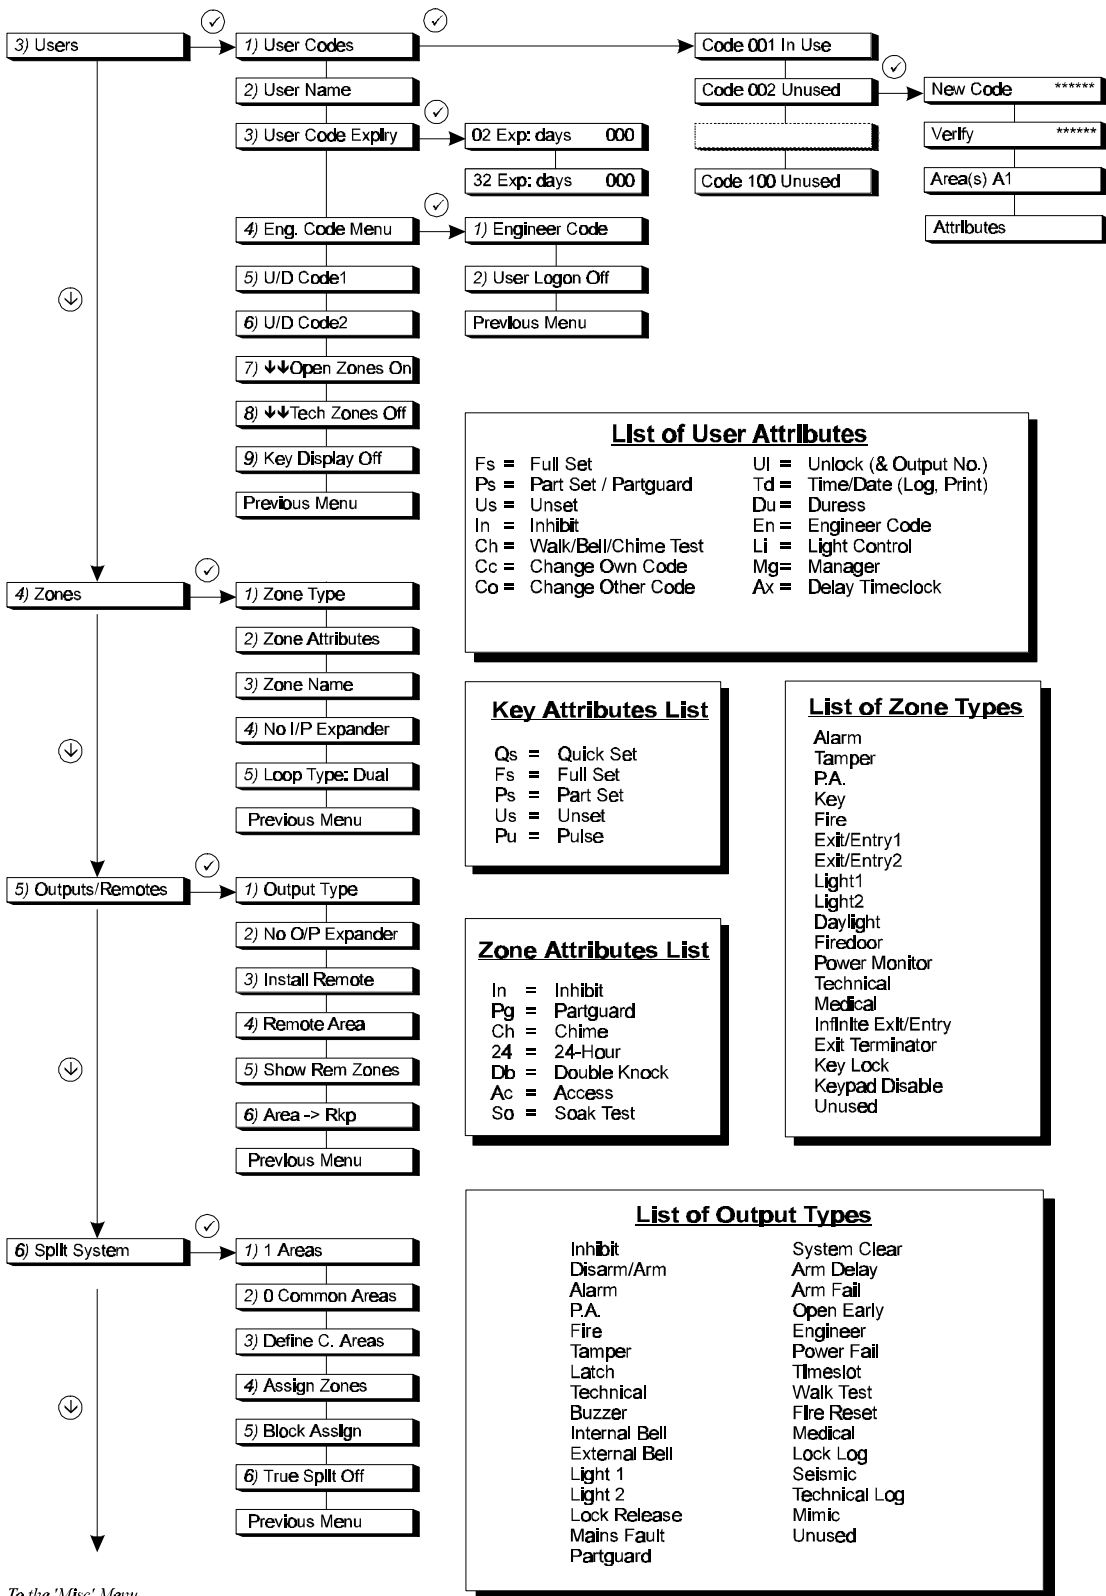 3) Users
1) User Codes
Code 001 In Use
2) User Name
Code 002 Unused
New Code ******
3) User Code Expiry
02 Exp: days 000
Verify ******
32 Exp: days 000
Code 100 Unused
Area(s) A1
4) Eng. Code Menu
1) Engineer Code
Attributes
5) U/D Code1
2) User Logon Off
6) U/D Code2
Previous Menu
7) ↓↓Open Zones On
8) ↓↓Tech Zones Off
9) Key Display Off
Previous Menu
List of User Attributes
Fs = Full Set
Ps = Part Set / Partguard
Us = Unset
In = Inhibit
Ch = Walk/Bell/Chime Test
Cc = Change Own Code
Co = Change Other Code
Ul = Unlock (& Output No.)
Td = Time/Date (Log, Print)
Du = Duress
En = Engineer Code
Li = Light Control
Mg = Manager
Ax = Delay Timeclock
4) Zones
1) Zone Type
2) Zone Attributes
3) Zone Name
4) No I/P Expander
5) Loop Type: Dual
Previous Menu
Key Attributes List
Qs = Quick Set
Fs = Full Set
Ps = Part Set
Us = Unset
Pu = Pulse
List of Zone Types
Alarm
Tamper
P.A.
Key
Fire
Exit/Entry1
Exit/Entry2
Light1
Light2
Daylight
Firedoor
Power Monitor
Technical
Medical
Infinite Exit/Entry
Exit Terminator
Key Lock
Keypad Disable
Unused
5) Outputs/Remotes
1) Output Type
2) No O/P Expander
3) Install Remote
4) Remote Area
5) Show Rem Zones
6) Area -> Rkp
Previous Menu
Zone Attributes List
In = Inhibit
Pg = Partguard
Ch = Chime
24 = 24-Hour
Db = Double Knock
Ac = Access
So = Soak Test
6) Split System
1) 1 Areas
2) 0 Common Areas
3) Define C. Areas
4) Assign Zones
5) Block Assign
6) True Split Off
Previous Menu
List of Output Types
Inhibit
Disarm/Arm
Alarm
P.A.
Fire
Tamper
Latch
Technical
Buzzer
Internal Bell
External Bell
Light 1
Light 2
Lock Release
Mains Fault
Partguard
System Clear
Arm Delay
Arm Fail
Open Early
Engineer
Power Fail
Timeslot
Walk Test
Fire Reset
Medical
Lock Log
Seismic
Technical Log
Mimic
Unused
To the 'Misc' Menu